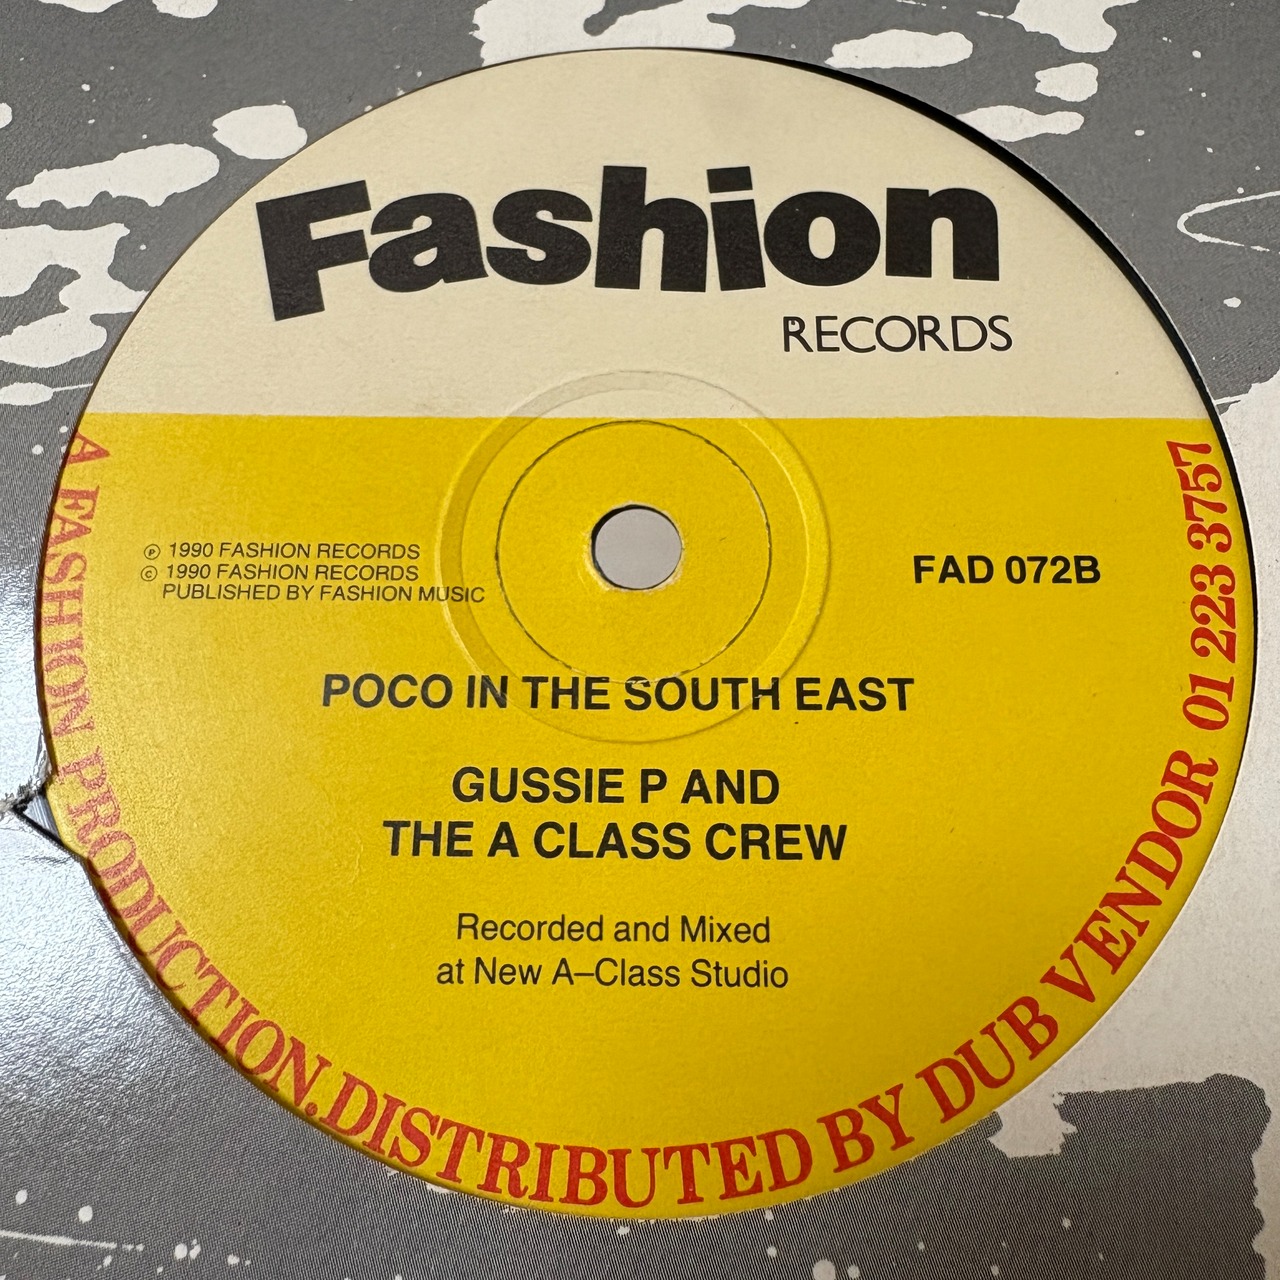 Fashion
RECORDS
℗ 1990 FASHION RECORDS
© 1990 FASHION RECORDS
PUBLISHED BY FASHION MUSIC
FAD 072B
POCO IN THE SOUTH EAST
GUSSIE P AND
THE A CLASS CREW
Recorded and Mixed
at New A–Class Studio
A FASHION PRODUCTION. DISTRIBUTED BY DUB VENDOR 01 223 3757